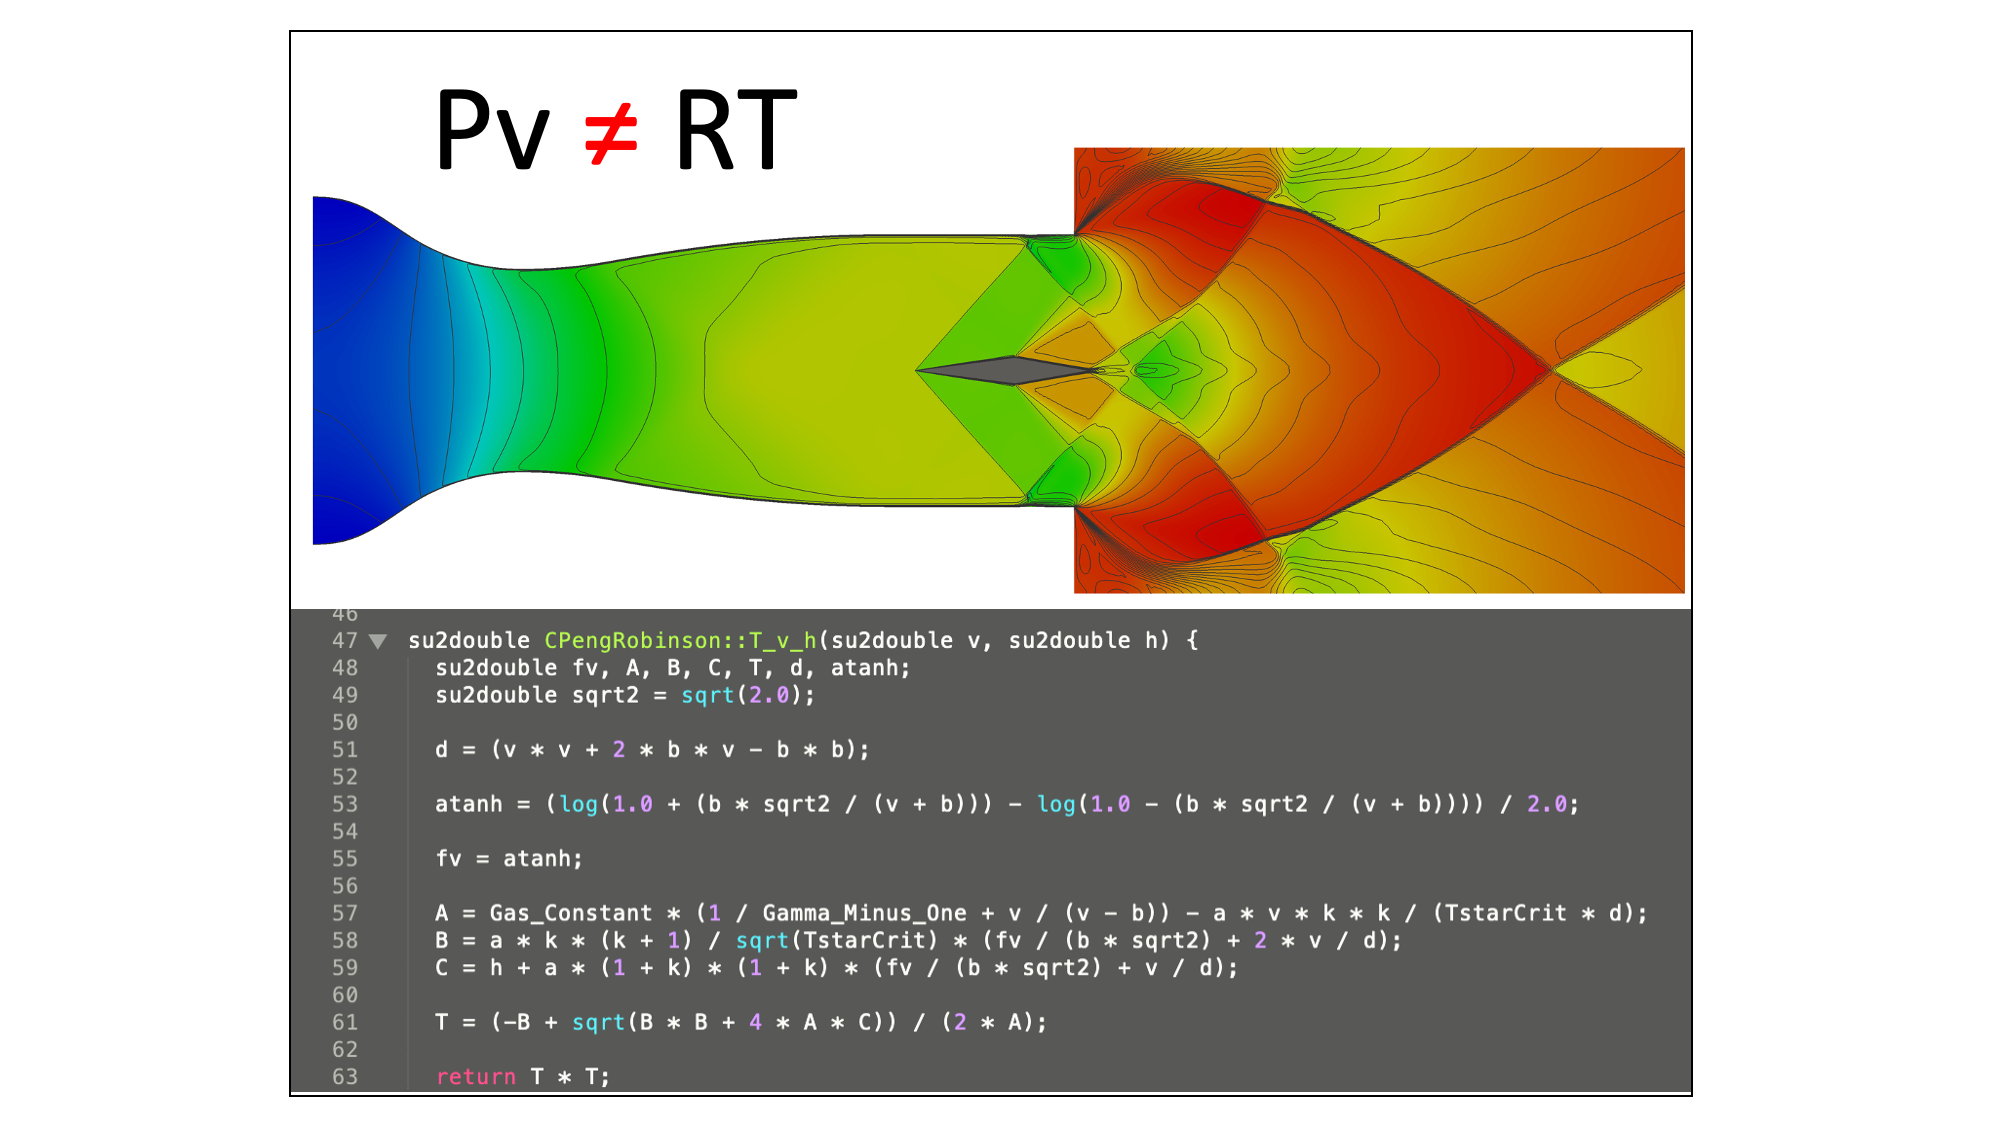 Pv ≠ RT
46
47 su2double CPengRobinson::T_v_h(su2double v, su2double h) {
48 su2double fv, A, B, C, T, d, atanh;
49 su2double sqrt2 = sqrt(2.0);
50
51 d = (v * v + 2 * b * v - b * b);
52
53 atanh = (log(1.0 + (b * sqrt2 / (v + b))) - log(1.0 - (b * sqrt2 / (v + b)))) / 2.0;
54
55 fv = atanh;
56
57 A = Gas_Constant * (1 / Gamma_Minus_One + v / (v - b)) - a * v * k * k / (TstarCrit * d);
58 B = a * k * (k + 1) / sqrt(TstarCrit) * (fv / (b * sqrt2) + 2 * v / d);
59 C = h + a * (1 + k) * (1 + k) * (fv / (b * sqrt2) + v / d);
60
61 T = (-B + sqrt(B * B + 4 * A * C)) / (2 * A);
62
63 return T * T;